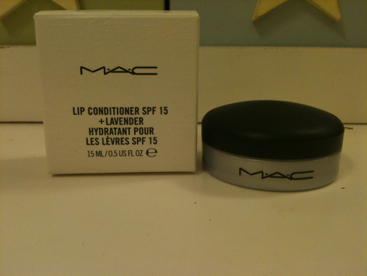 MAC
LIP CONDITIONER SPF 15
+LAVENDER
HYDRATANT POUR
LES LÈVRES SPF 15
15 ML/0.5 US FL OZ ℮
MAC